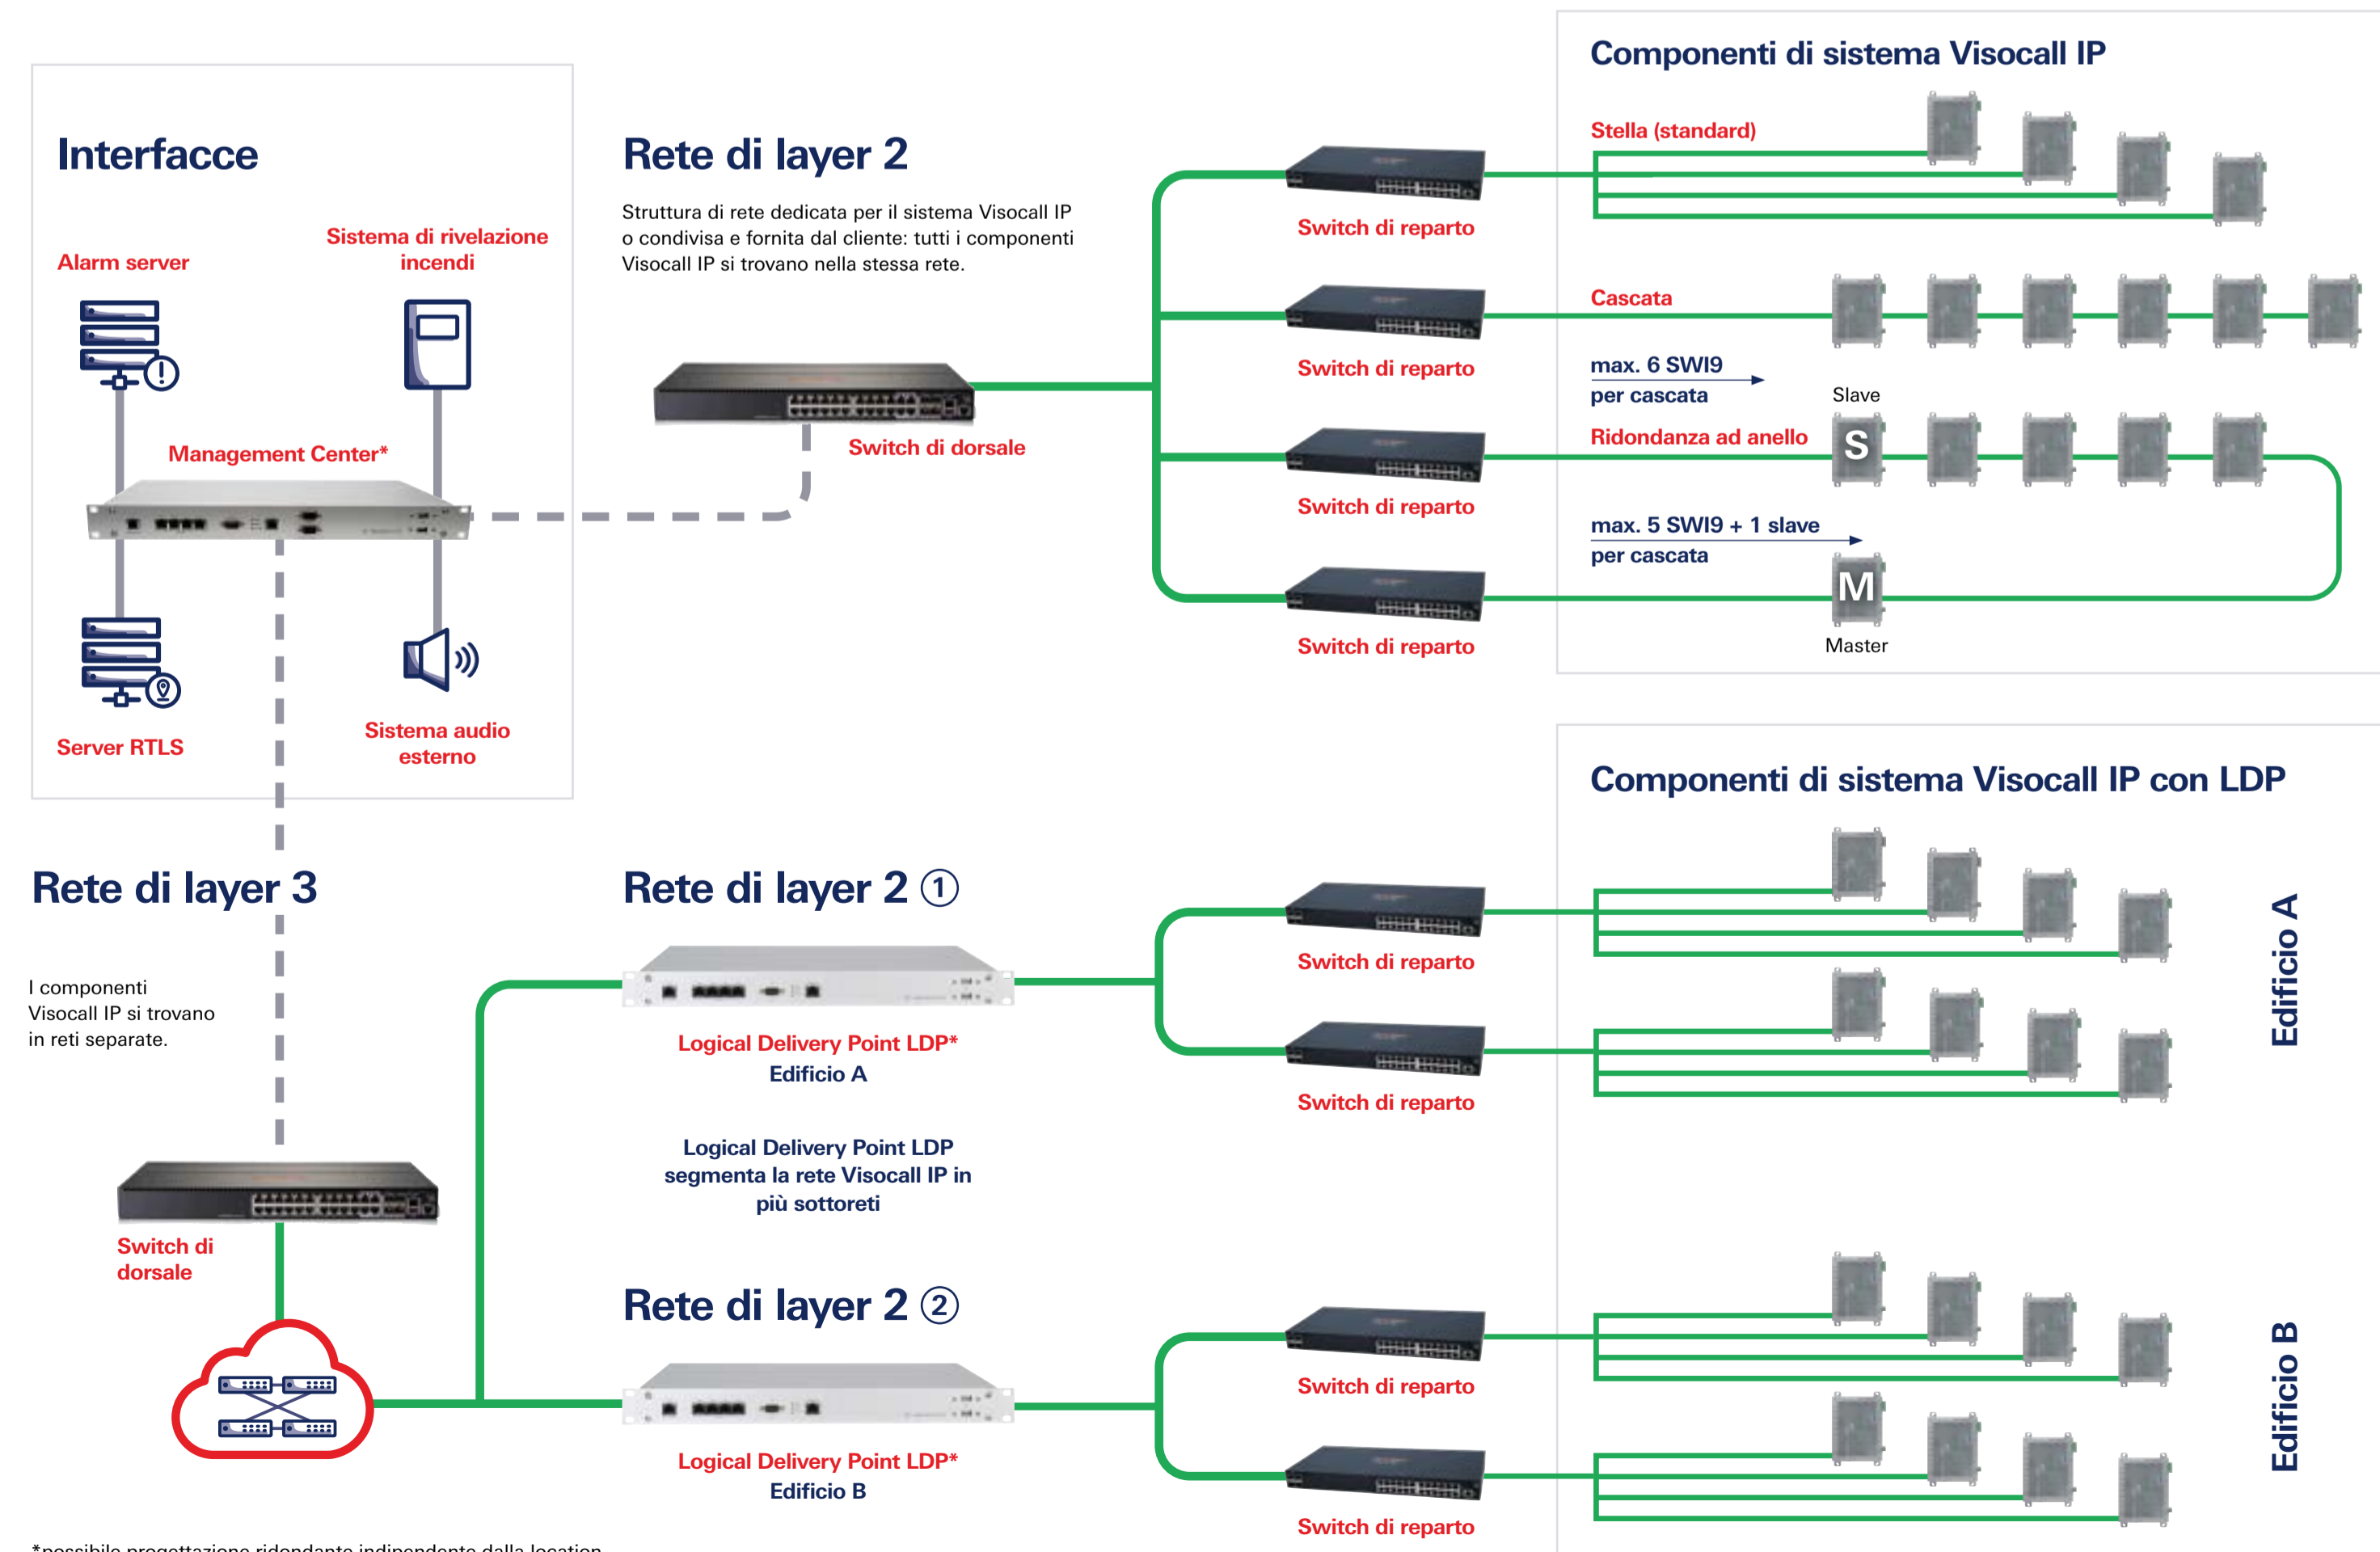 Interfacce
Alarm server
Sistema di rivelazione
incendi
Management Center*
Server RTLS
Sistema audio
esterno
Rete di layer 2
Struttura di rete dedicata per il sistema Visocall IP
o condivisa e fornita dal cliente: tutti i componenti
Visocall IP si trovano nella stessa rete.
Switch di dorsale
Switch di reparto
Switch di reparto
Switch di reparto
Switch di reparto
Componenti di sistema Visocall IP
Stella (standard)
Cascata
max. 6 SWI9
per cascata
Slave
Ridondanza ad anello
S
max. 5 SWI9 + 1 slave
per cascata
M
Master
Rete di layer 3
I componenti
Visocall IP si trovano
in reti separate.
Switch di
dorsale
Rete di layer 2 ①
Logical Delivery Point LDP*
Edificio A
Logical Delivery Point LDP
segmenta la rete Visocall IP in
più sottoreti
Rete di layer 2 ②
Logical Delivery Point LDP*
Edificio B
Switch di reparto
Switch di reparto
Switch di reparto
Switch di reparto
Componenti di sistema Visocall IP con LDP
Edificio A
Edificio B
*possibile progettazione ridondante indipendente dalla location